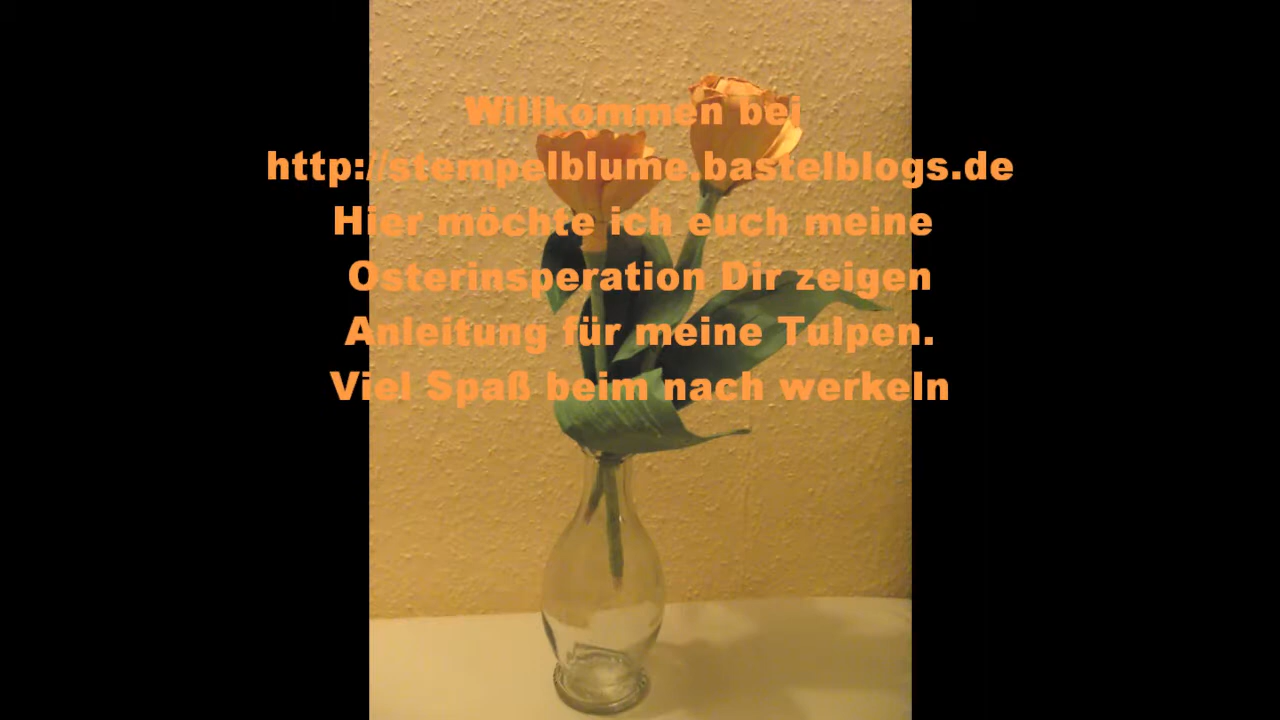 Willkommen bei
http://stempelblume.bastelblogs.de
Hier möchte ich euch meine
Osterinsperation Dir zeigen
Anleitung für meine Tulpen.
Viel Spaß beim nach werkeln